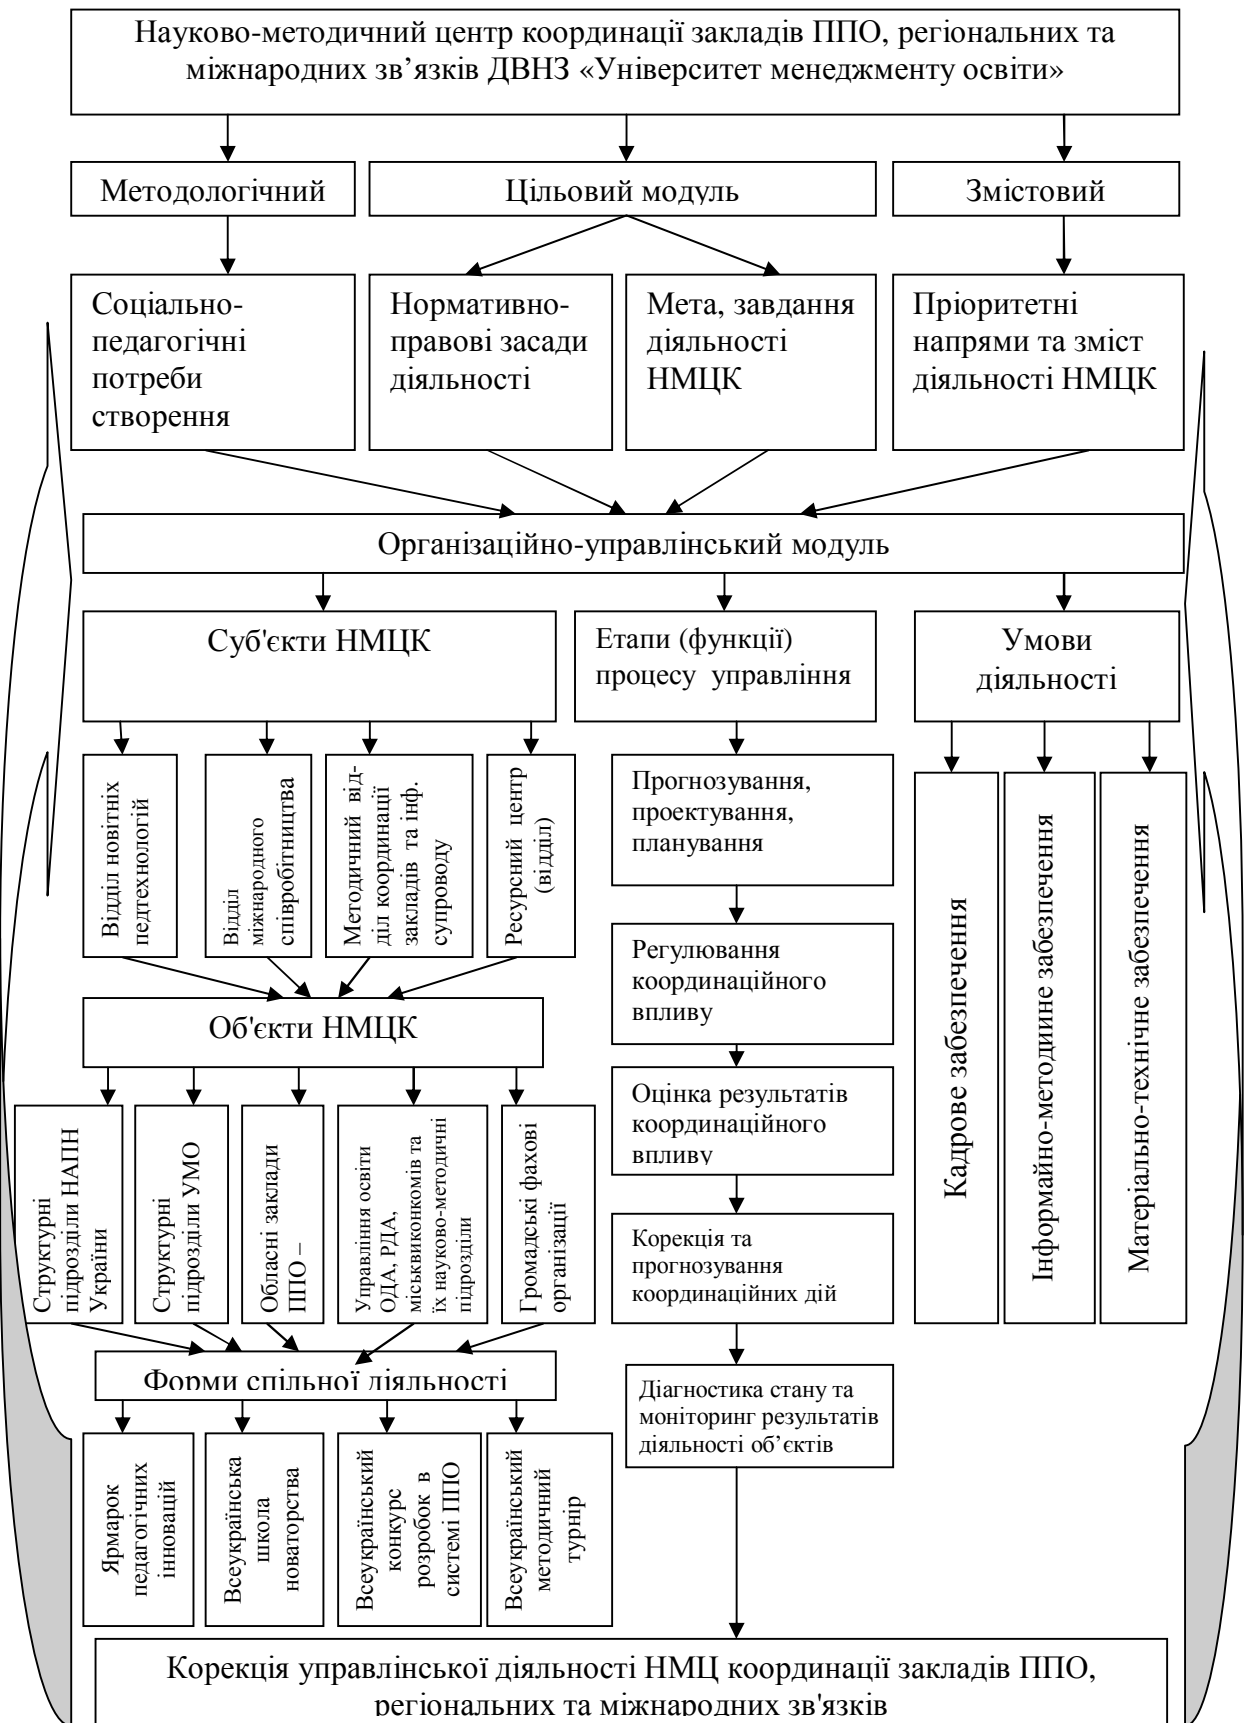 Науково-методичний центр координації закладів ППО, регіональних та
міжнародних зв’язків ДВНЗ «Університет менеджменту освіти»
Методологічний
Цільовий модуль
Змістовий
Соціально-
педагогічні
потреби
створення
Нормативно-
правові засади
діяльності
Мета, завдання
діяльності
НМЦК
Пріоритетні
напрями та зміст
діяльності НМЦК
Організаційно-управлінський модуль
Суб'єкти НМЦК
Етапи (функції)
процесу управління
Умови
діяльності
Відділ новітніх
педтехнологій
Відділ
міжнародного
співробітництва
Методичний від-
діл координації
закладів та інф.
супроводу
Ресурсний центр
(відділ)
Прогнозування,
проектування,
планування
Регулювання
координаційного
впливу
Оцінка результатів
координаційного
впливу
Корекція та
прогнозування
координаційних дій
Діагностика стану та
моніторинг результатів
діяльності об’єктів
Кадрове забезпечення
Інформайно-методиине забезпечення
Матеріально-технічне забезпечення
Об'єкти НМЦК
Структурні
підрозділи НАПН
України
Структурні
підрозділи УМО
Обласні заклади
ППО –
Управління освіти
ОДА, РДА,
міськвиконкомів та
їх науково-методичні
підрозділи
Громадські фахові
організації
Форми спільної діяльності
Ярмарок
педагогічних
інновацій
Всеукраїнська
школа
новаторства
Всеукраїнський
конкурс
розробок в
системі ППО
Всеукраїнський
методичний
турнір
Корекція управлінської діяльності НМЦ координації закладів ППО,
регіональних та міжнародних зв'язків